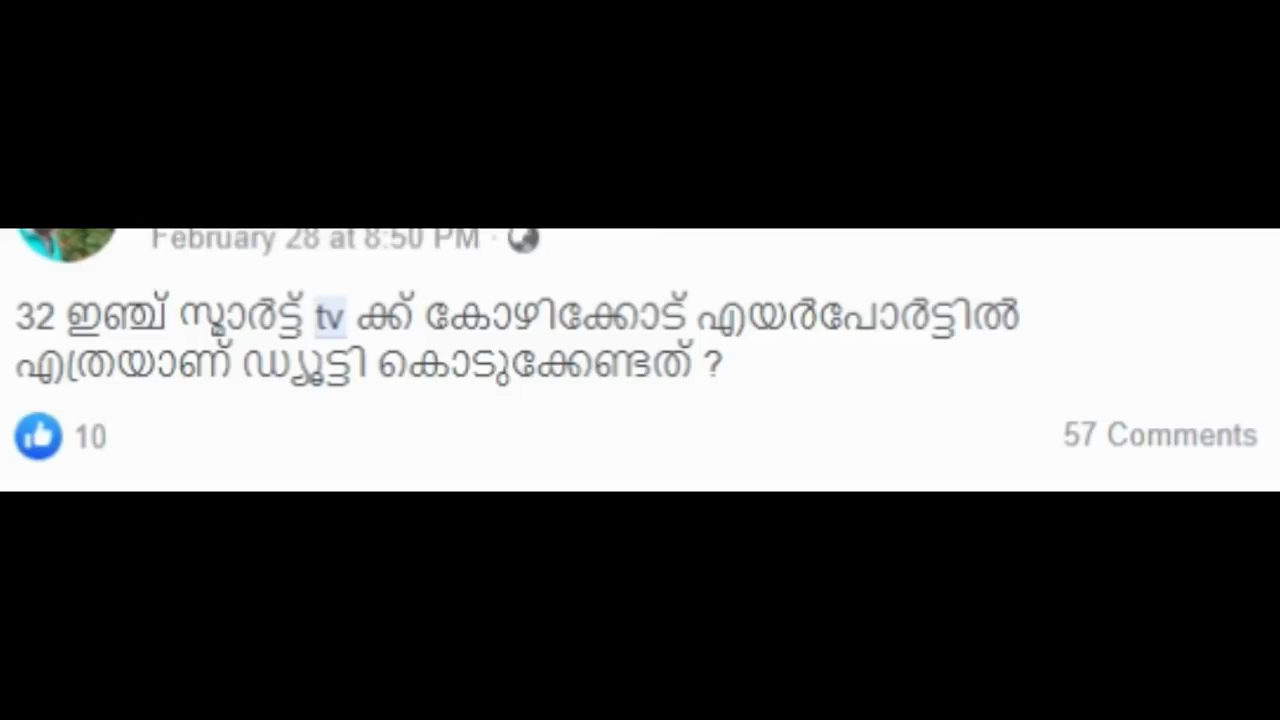 February 28 at 8:50 PM ·
32 ഇഞ്ച് സ്മാർട്ട് tv ക്ക് കോഴിക്കോട് എയർപോർട്ടിൽ
എത്രയാണ് ഡ്യൂട്ടി കൊടുക്കേണ്ടത് ?
10
57 Comments